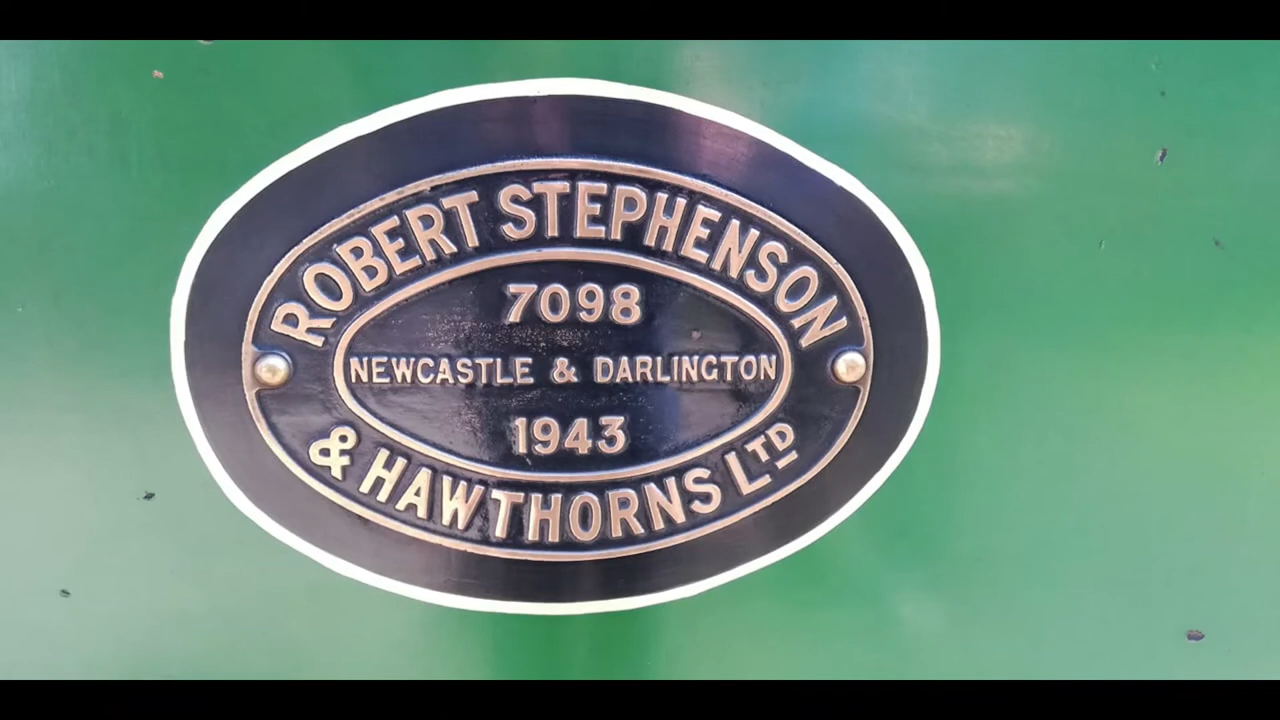 ROBERT STEPHENSON
7098
NEWCASTLE & DARLINGTON
1943
& HAWTHORNS LTD